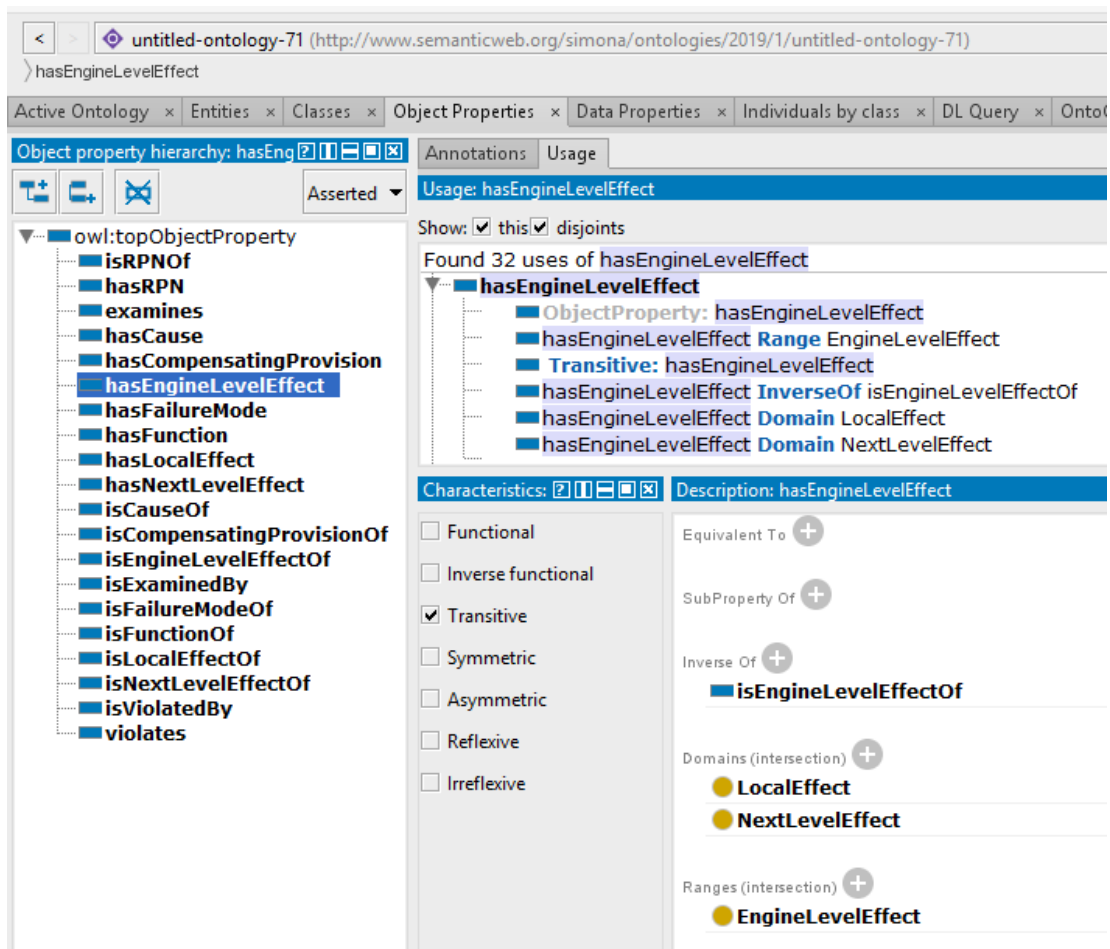 < > untitled-ontology-71 (http://www.semanticweb.org/simona/ontologies/2019/1/untitled-ontology-71)
hasEngineLevelEffect
Active Ontology × Entities × Classes × Object Properties × Data Properties × Individuals by class × DL Query × Onto
Object property hierarchy: hasEng
Asserted
owl:topObjectProperty
isRPNOf
hasRPN
examines
hasCause
hasCompensatingProvision
hasEngineLevelEffect
hasFailureMode
hasFunction
hasLocalEffect
hasNextLevelEffect
isCauseOf
isCompensatingProvisionOf
isEngineLevelEffectOf
isExaminedBy
isFailureModeOf
isFunctionOf
isLocalEffectOf
isNextLevelEffectOf
isViolatedBy
violates
Annotations Usage
Usage: hasEngineLevelEffect
Show: this disjoints
Found 32 uses of hasEngineLevelEffect
hasEngineLevelEffect
ObjectProperty: hasEngineLevelEffect
hasEngineLevelEffect Range EngineLevelEffect
Transitive: hasEngineLevelEffect
hasEngineLevelEffect InverseOf isEngineLevelEffectOf
hasEngineLevelEffect Domain LocalEffect
hasEngineLevelEffect Domain NextLevelEffect
Characteristics:
Functional
Inverse functional
Transitive
Symmetric
Asymmetric
Reflexive
Irreflexive
Description: hasEngineLevelEffect
Equivalent To
SubProperty Of
Inverse Of
isEngineLevelEffectOf
Domains (intersection)
LocalEffect
NextLevelEffect
Ranges (intersection)
EngineLevelEffect